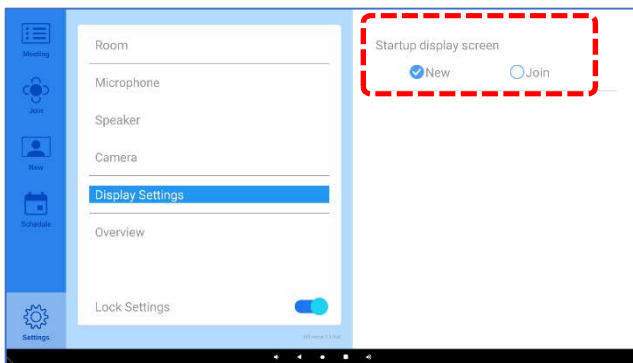 Meeting
Join
New
Schedule
Settings
Room
Microphone
Speaker
Camera
Display Settings
Overview
Lock Settings
Startup display screen
New
Join